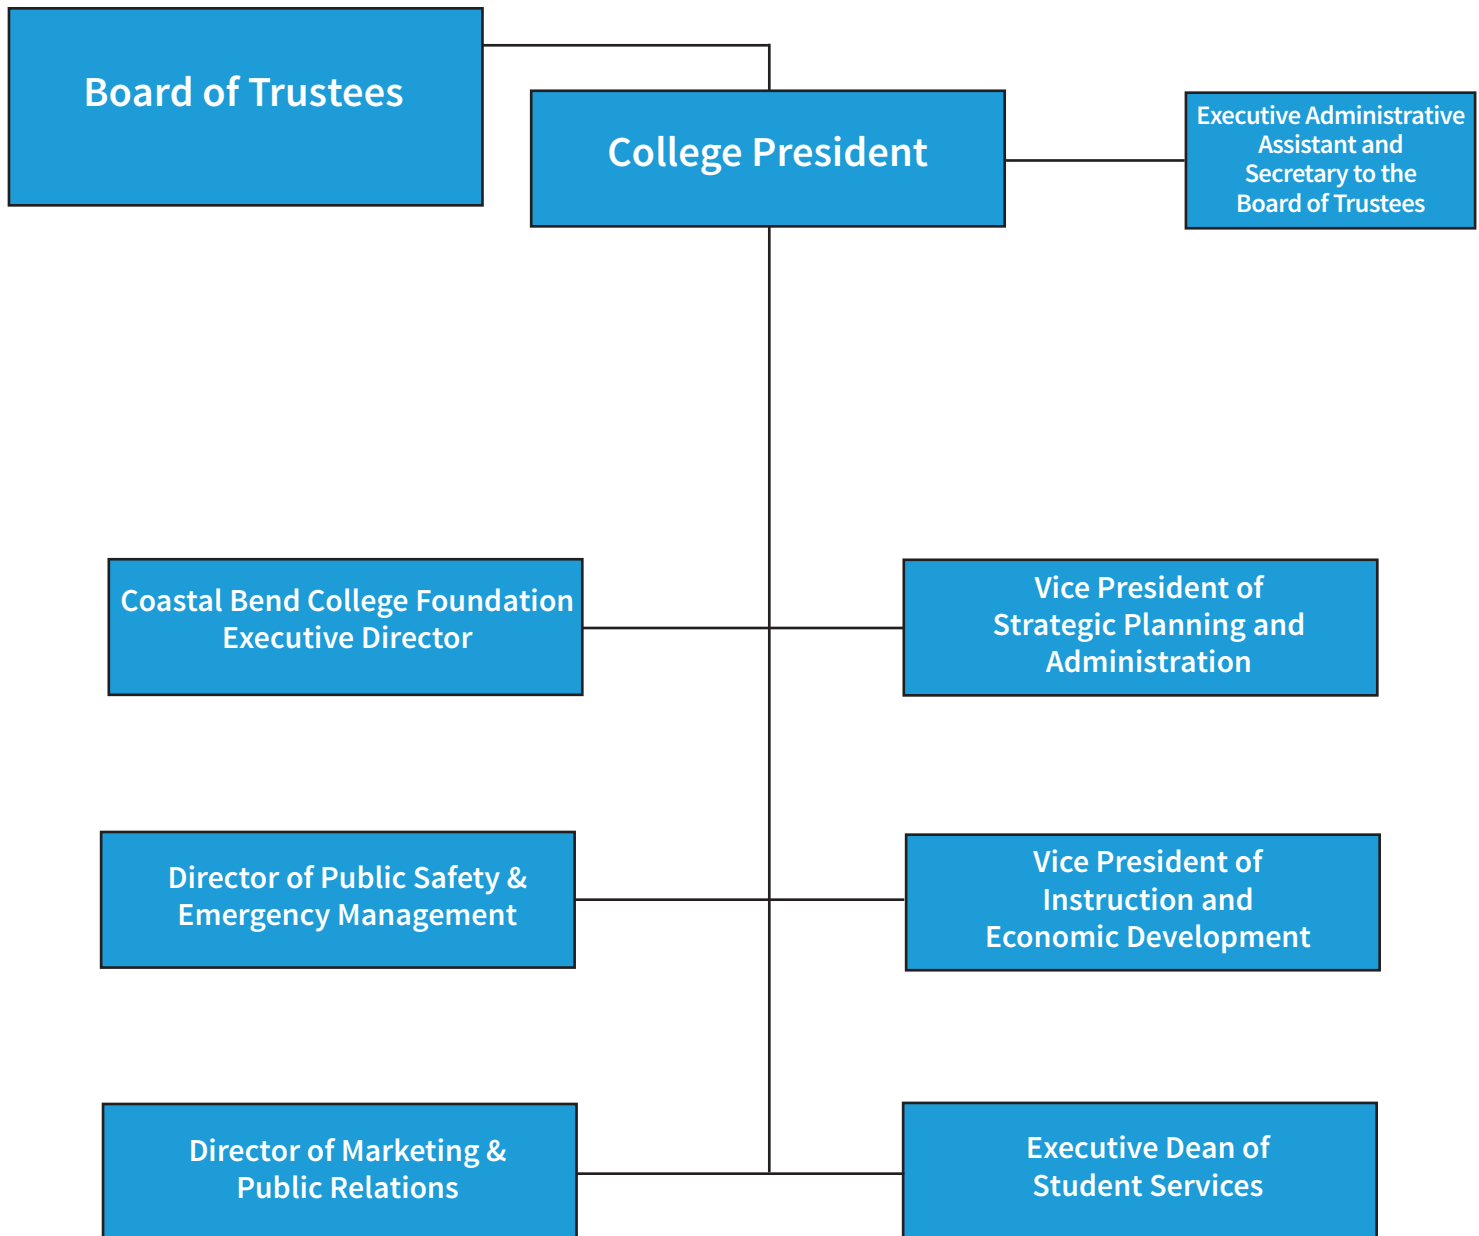 Board of Trustees
College President
Executive Administrative
Assistant and
Secretary to the
Board of Trustees
Coastal Bend College Foundation
Executive Director
Vice President of
Strategic Planning and
Administration
Director of Public Safety &
Emergency Management
Vice President of
Instruction and
Economic Development
Director of Marketing &
Public Relations
Executive Dean of
Student Services